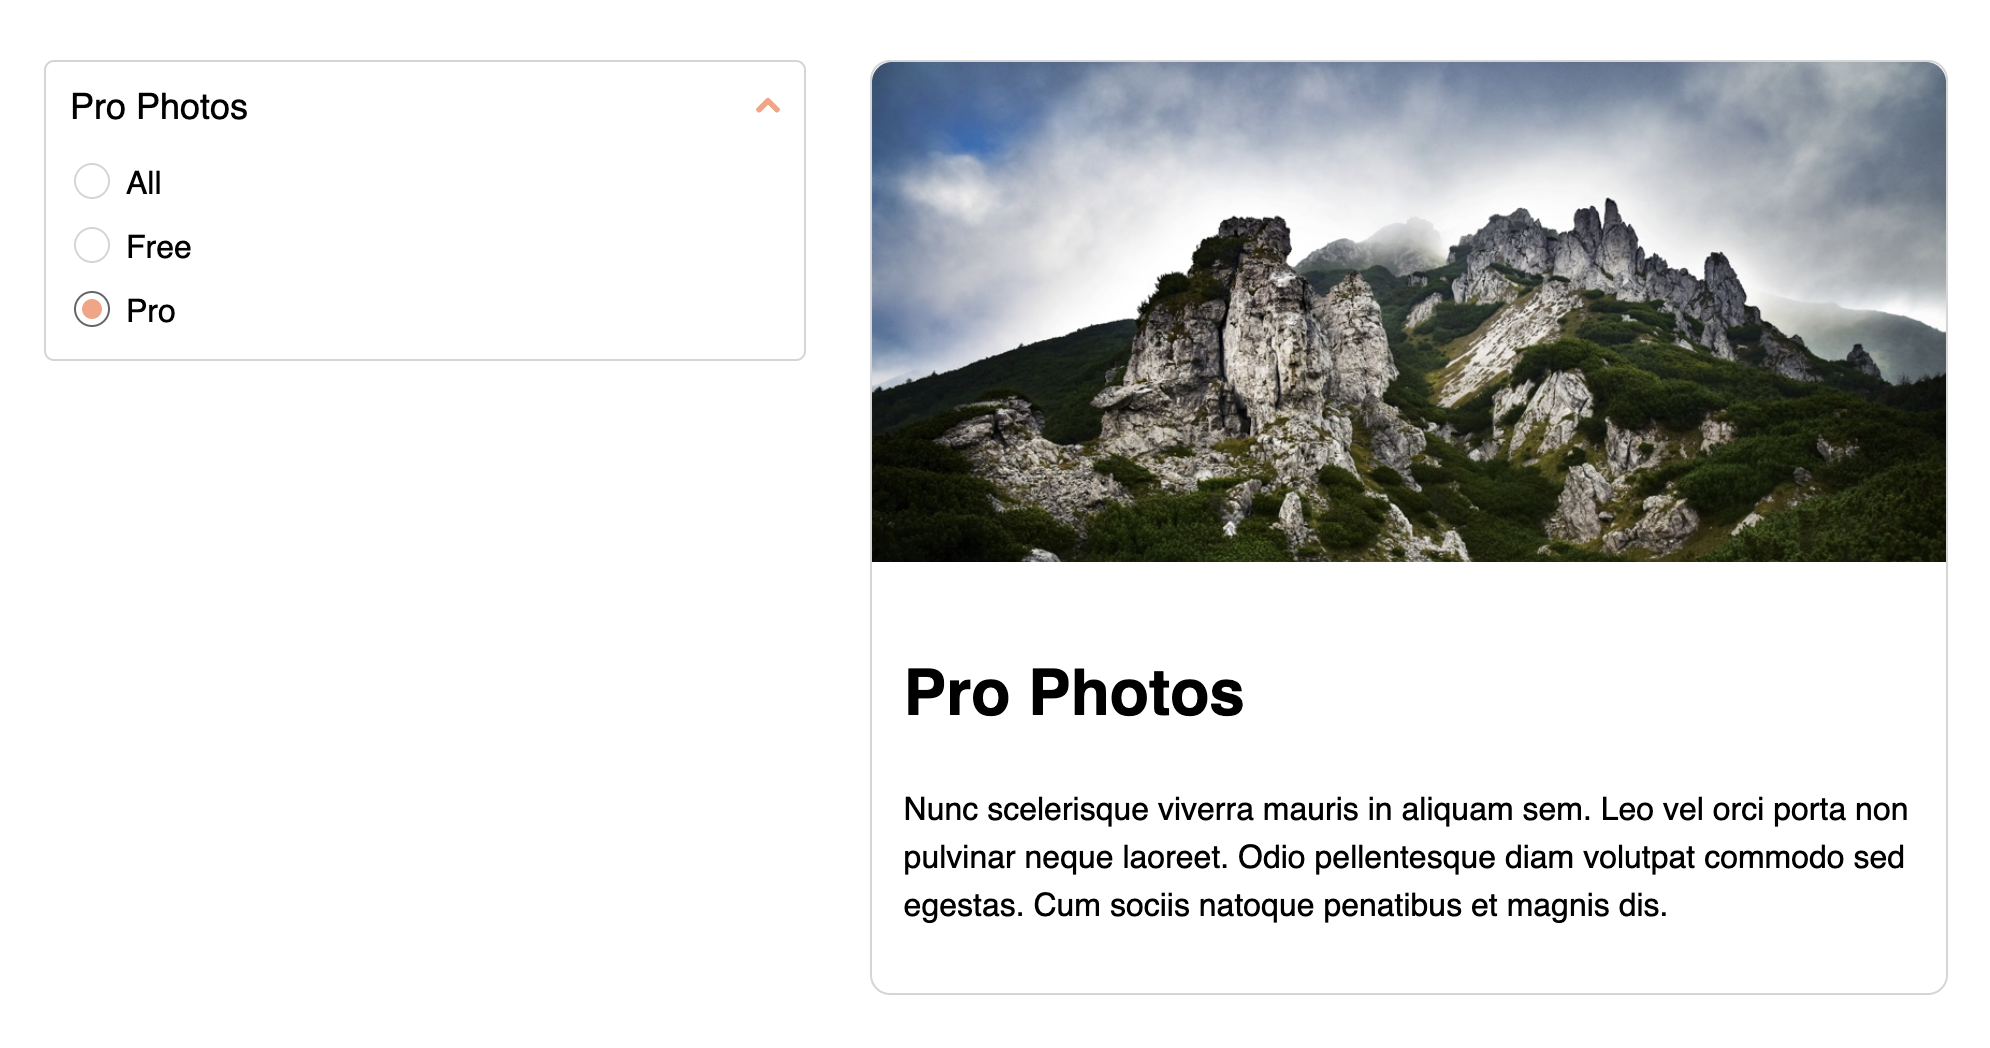 Pro Photos
All
Free
Pro
Pro Photos
Nunc scelerisque viverra mauris in aliquam sem. Leo vel orci porta non
pulvinar neque laoreet. Odio pellentesque diam volutpat commodo sed
egestas. Cum sociis natoque penatibus et magnis dis.